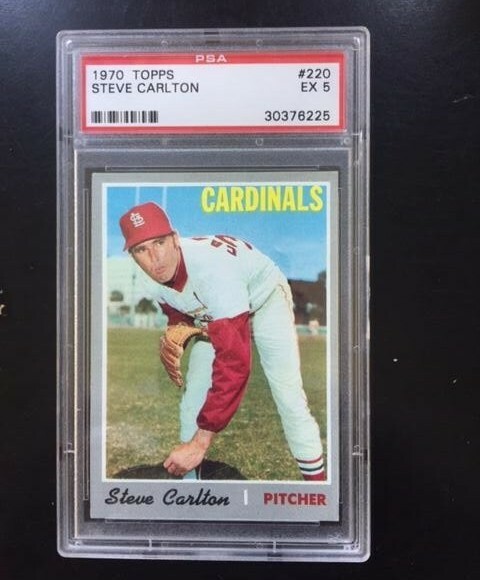 PSA
1970 TOPPS #220
STEVE CARLTON EX 5
30376225
CARDINALS
Steve Carlton | PITCHER